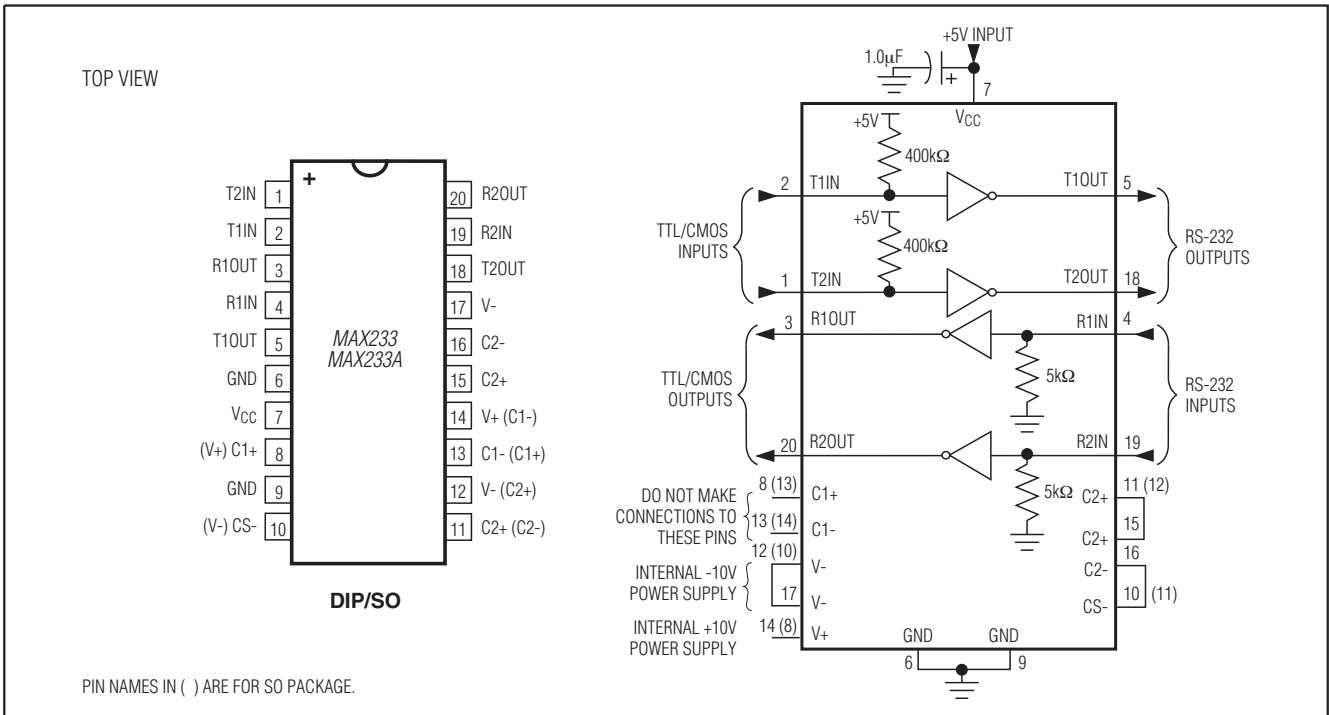 TOP VIEW
+
T2IN 1
T1IN 2
R1OUT 3
R1IN 4
T1OUT 5
GND 6
VCC 7
(V+) C1+ 8
GND 9
(V-) CS- 10
MAX233
MAX233A
20 R2OUT
19 R2IN
18 T2OUT
17 V-
16 C2-
15 C2+
14 V+ (C1-)
13 C1- (C1+)
12 V- (C2+)
11 C2+ (C2-)
DIP/SO
PIN NAMES IN ( ) ARE FOR SO PACKAGE.
+5V INPUT
1.0µF
+
7
VCC
+5V
400kΩ
2 T1IN
T1OUT 5
+5V
400kΩ
TTL/CMOS
INPUTS
RS-232
OUTPUTS
1 T2IN
T2OUT 18
3 R1OUT
R1IN 4
5kΩ
TTL/CMOS
OUTPUTS
RS-232
INPUTS
20 R2OUT
R2IN 19
5kΩ
DO NOT MAKE
CONNECTIONS TO
THESE PINS
8 (13) C1+
13 (14) C1-
INTERNAL -10V
POWER SUPPLY
12 (10) V-
17 V-
INTERNAL +10V
POWER SUPPLY
14 (8) V+
C2+ 11 (12)
C2+ 15
C2- 16
CS- 10 (11)
GND GND
6 9